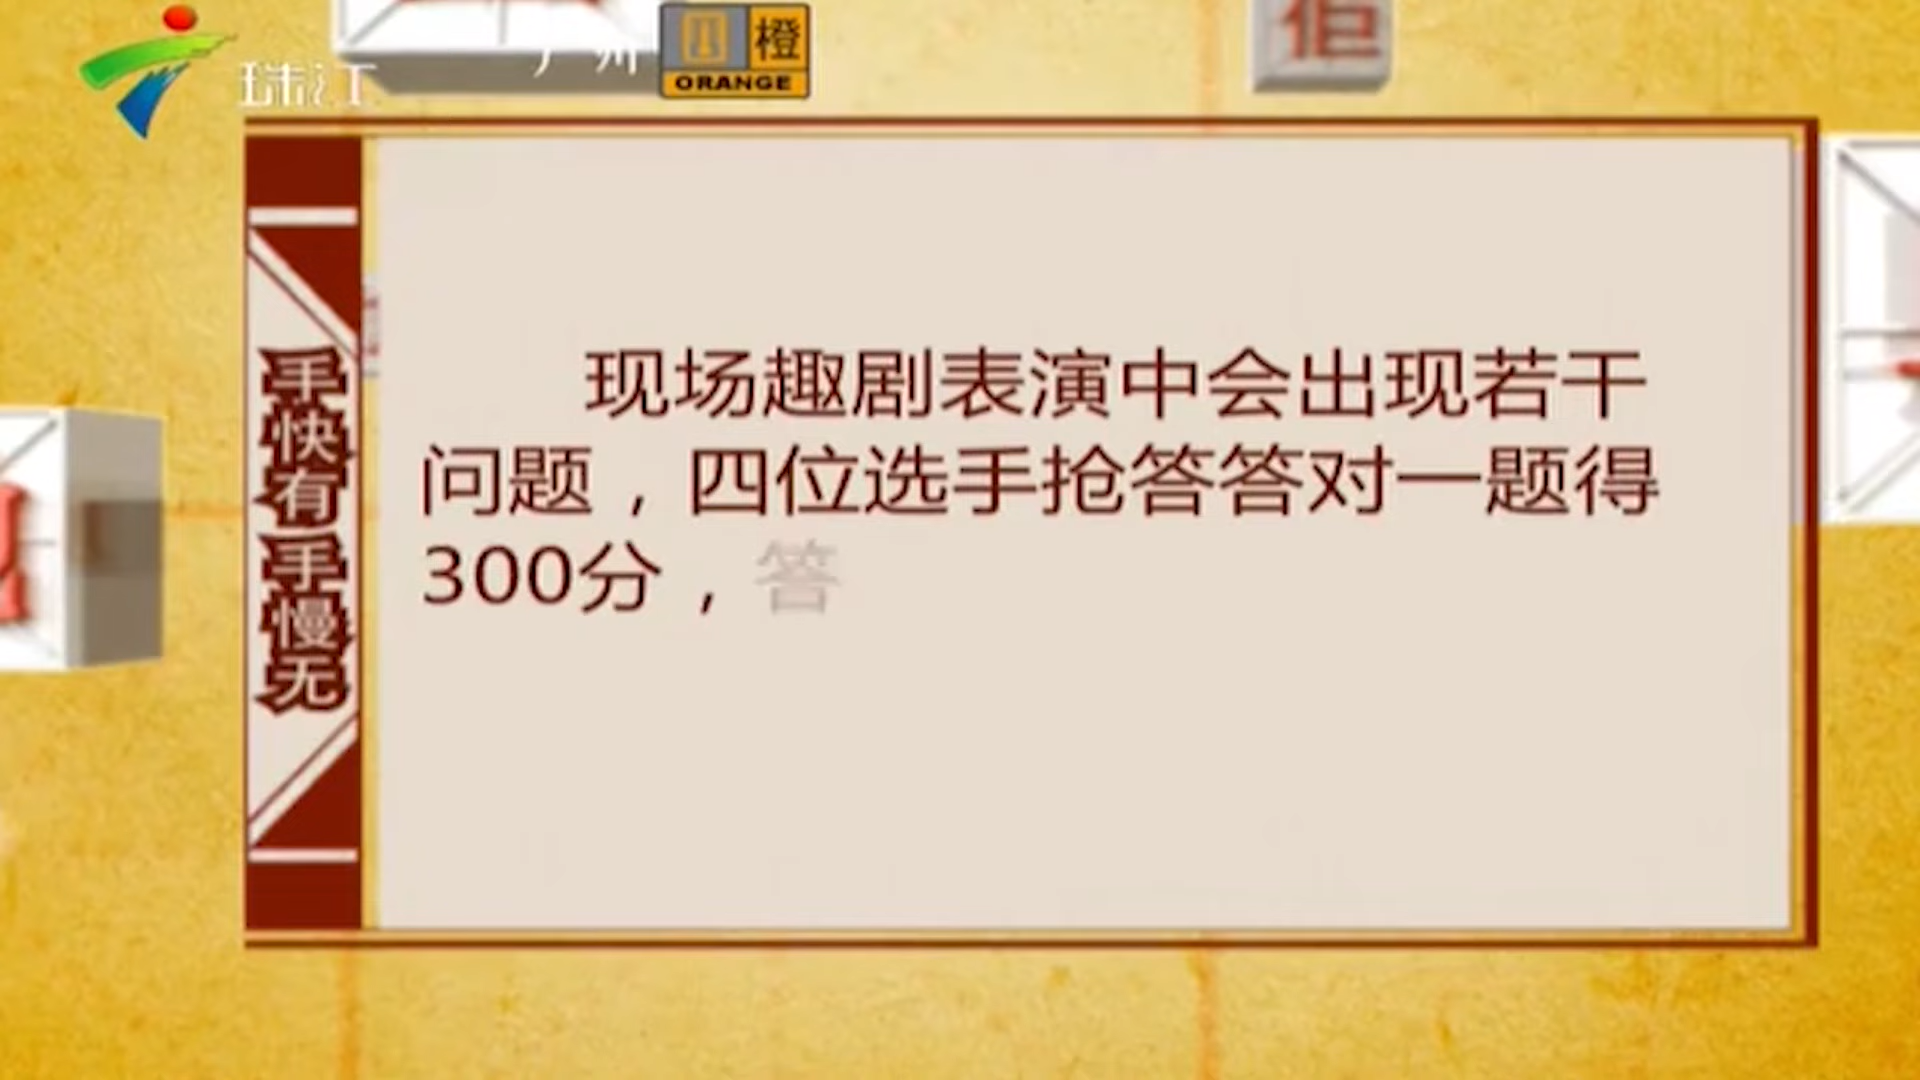 珠江
广州
橙
ORANGE
佢
手快有手慢无
现场趣剧表演中会出现若干
问题，四位选手抢答答对一题得
300分，答